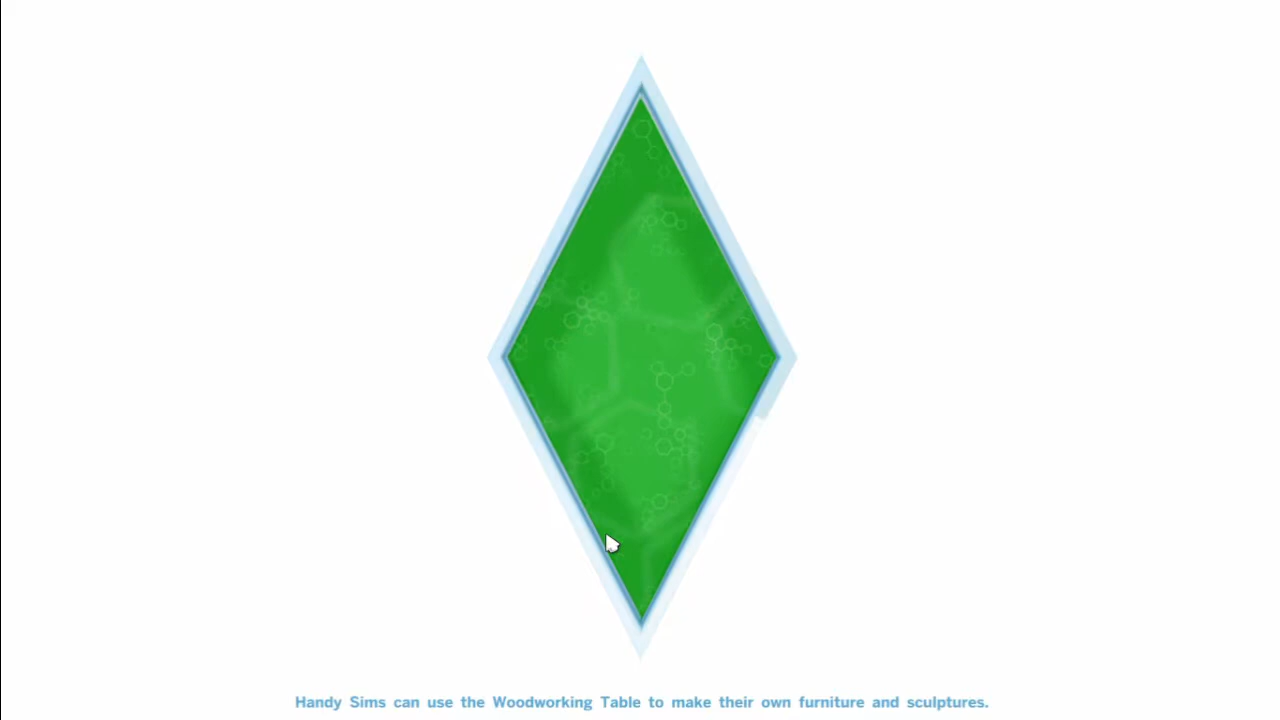 Handy Sims can use the Woodworking Table to make their own furniture and sculptures.